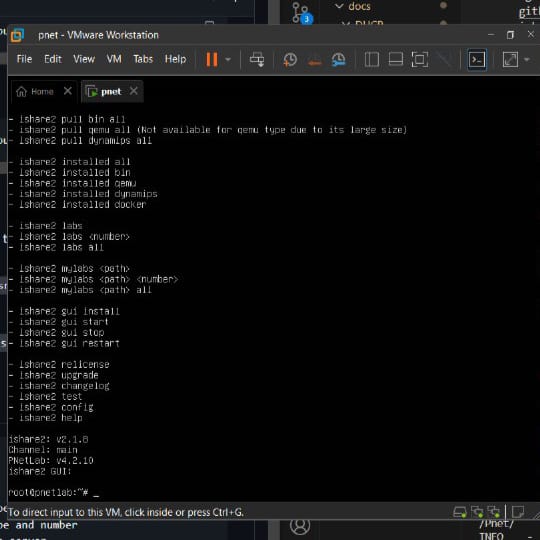 docs
DHCP
gith
3
pnet - VMware Workstation
File Edit View VM Tabs Help
Home
pnet
- ishare2 pull bin all
- ishare2 pull qemu all (Not available for qemu type due to its large size)
- ishare2 pull dynamips all
- ishare2 installed all
- ishare2 installed bin
- ishare2 installed qemu
- ishare2 installed dynamips
- ishare2 installed docker
- ishare2 labs
- ishare2 labs <number>
- ishare2 labs all
- ishare2 mylabs <path>
- ishare2 mylabs <path> <number>
- ishare2 mylabs <path> all
- ishare2 gui install
- ishare2 gui start
- ishare2 gui stop
- ishare2 gui restart
- ishare2 relicense
- ishare2 upgrade
- ishare2 changelog
- ishare2 test
- ishare2 config
- ishare2 help
ishare2: v2.1.8
Channel: main
PNetLab: v4.2.10
ishare2 GUI:
root@pnetlab:~# _
To direct input to this VM, click inside or press Ctrl+G.
pe and number
/Pnet/
INFO -